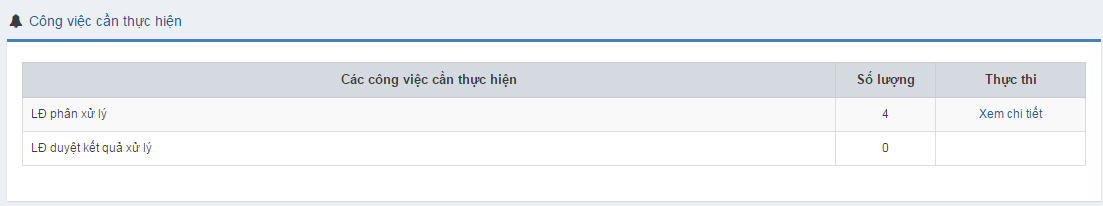 Công việc cần thực hiện
Các công việc cần thực hiện Số lượng Thực thi
LĐ phân xử lý 4 Xem chi tiết
LĐ duyệt kết quả xử lý 0